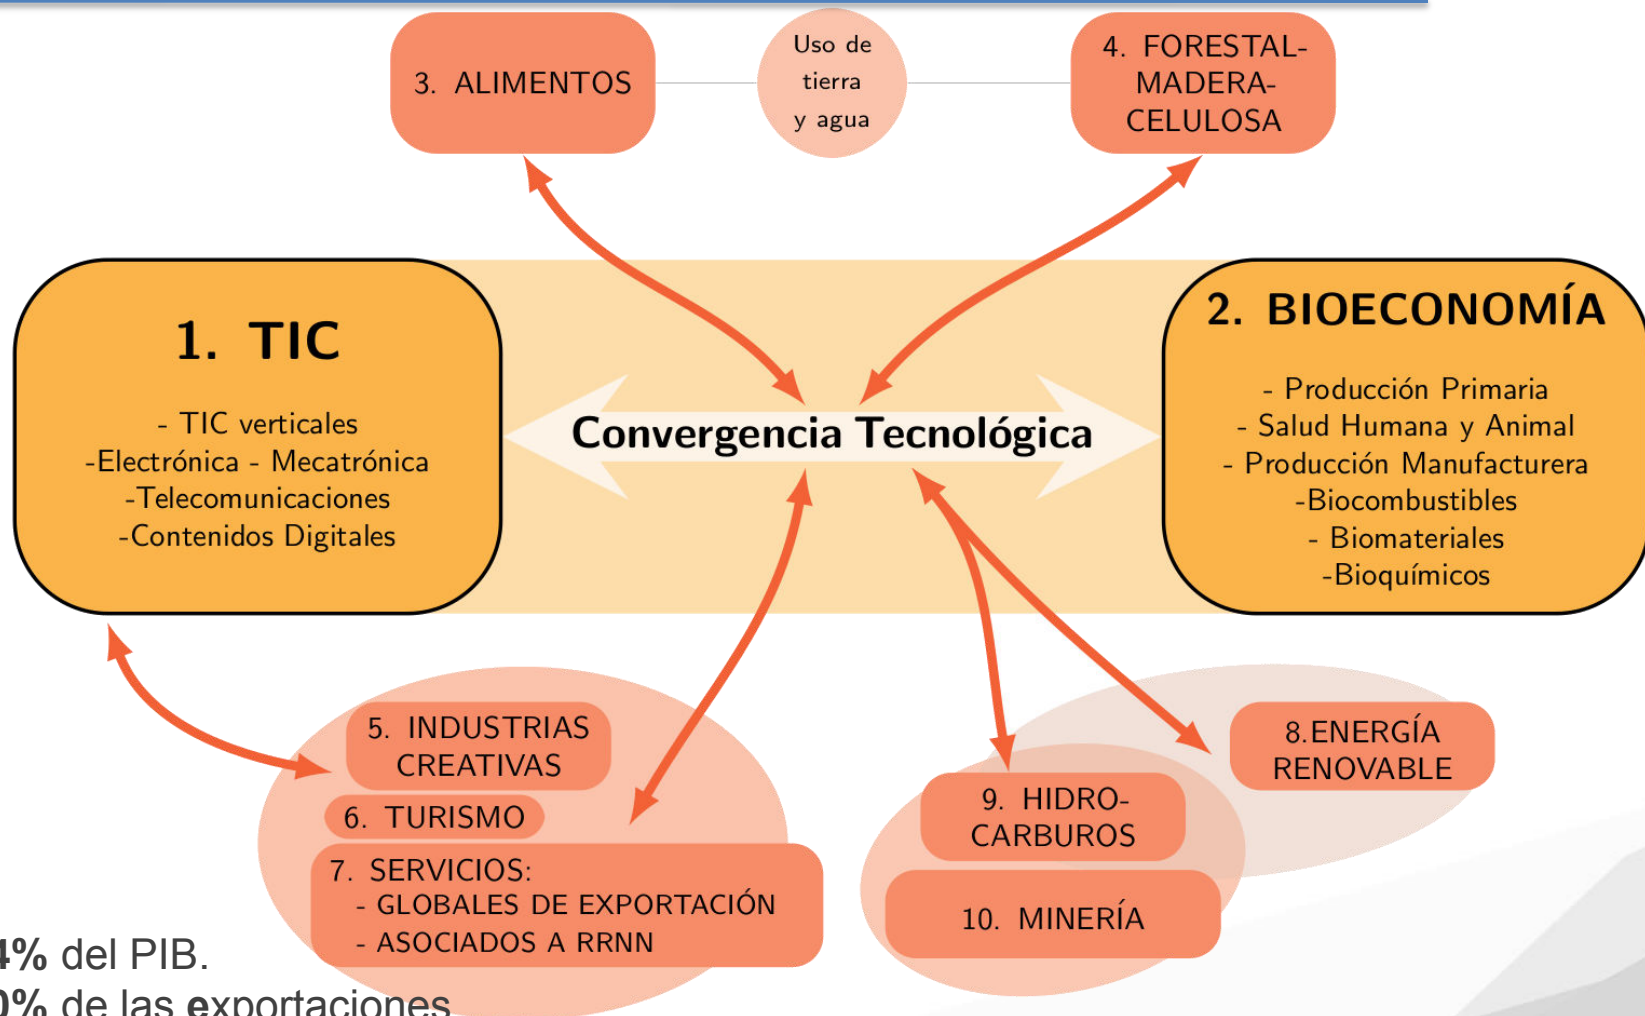 3. ALIMENTOS
Uso de
tierra
y agua
4. FORESTAL-
MADERA-
CELULOSA
1. TIC
- TIC verticales
-Electrónica - Mecatrónica
-Telecomunicaciones
-Contenidos Digitales
Convergencia Tecnológica
2. BIOECONOMÍA
- Producción Primaria
- Salud Humana y Animal
- Producción Manufacturera
-Biocombustibles
- Biomateriales
-Bioquímicos
5. INDUSTRIAS
CREATIVAS
6. TURISMO
7. SERVICIOS:
- GLOBALES DE EXPORTACIÓN
- ASOCIADOS A RRNN
8.ENERGÍA
RENOVABLE
9. HIDRO-
CARBUROS
10. MINERÍA
4% del PIB.
0% de las exportaciones